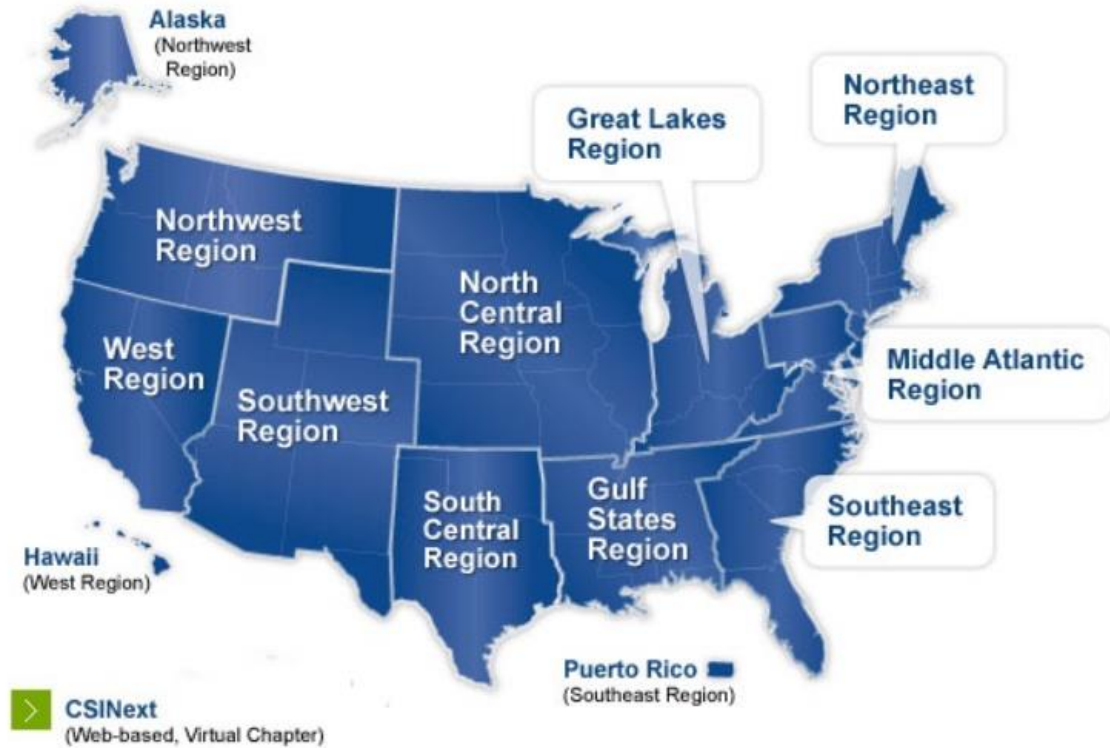 Alaska
(Northwest
Region)
Great Lakes
Region
Northeast
Region
Northwest
Region
North
Central
Region
West
Region
Southwest
Region
Middle Atlantic
Region
South
Central
Region
Gulf
States
Region
Southeast
Region
Hawaii
(West Region)
Puerto Rico
(Southeast Region)
CSINext
(Web-based, Virtual Chapter)